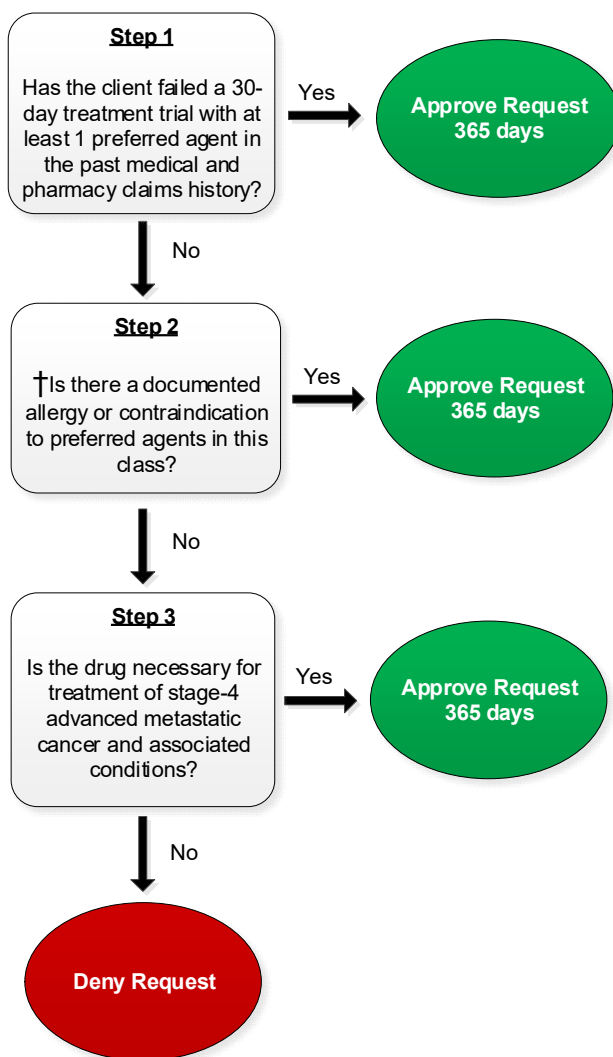 Step 1
Has the client failed a 30-
day treatment trial with at
least 1 preferred agent in
the past medical and
pharmacy claims history?
Yes
Approve Request
365 days
No
Step 2
†Is there a documented
allergy or contraindication
to preferred agents in this
class?
Yes
Approve Request
365 days
No
Step 3
Is the drug necessary for
treatment of stage-4
advanced metastatic
cancer and associated
conditions?
Yes
Approve Request
365 days
No
Deny Request